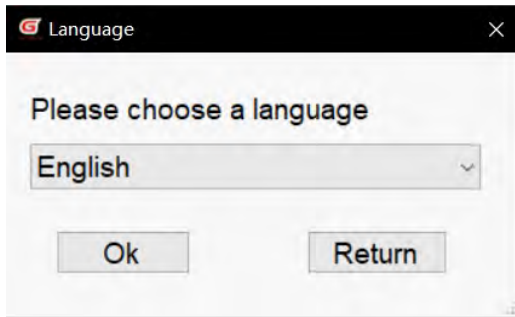 Language
Please choose a language
English
Ok
Return